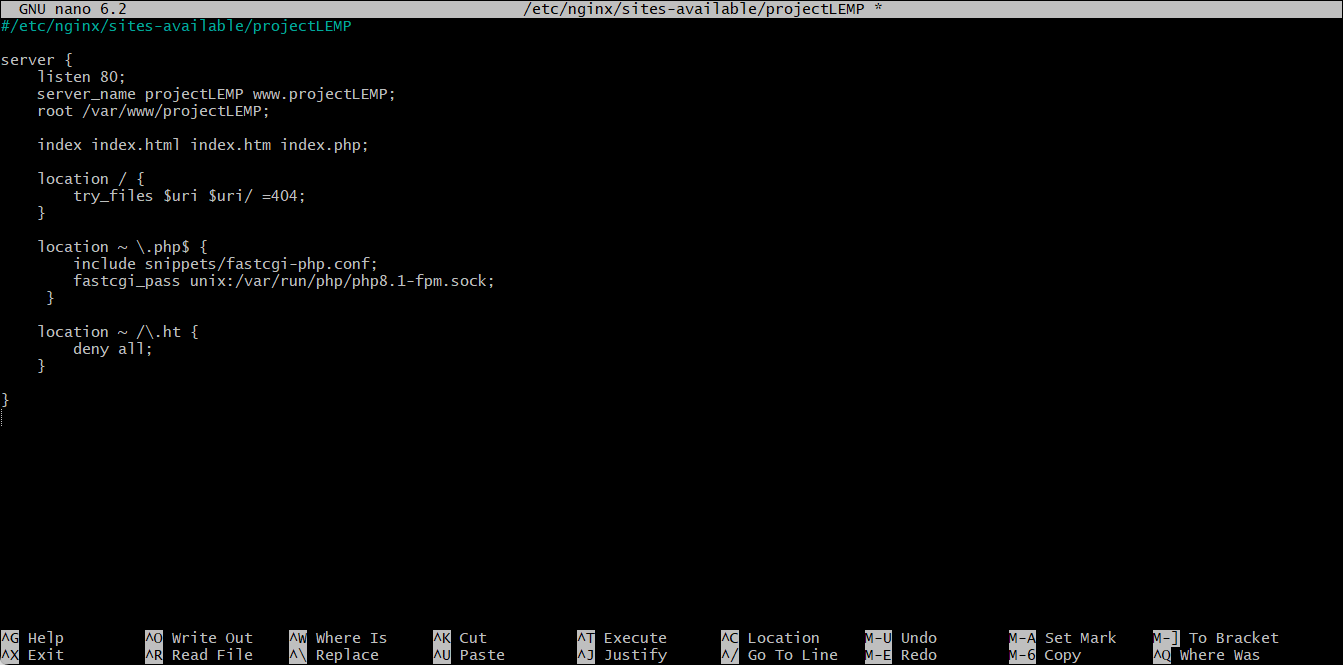 GNU nano 6.2 /etc/nginx/sites-available/projectLEMP *
#/etc/nginx/sites-available/projectLEMP
server {
    listen 80;
    server_name projectLEMP www.projectLEMP;
    root /var/www/projectLEMP;
    index index.html index.htm index.php;
    location / {
        try_files $uri $uri/ =404;
    }
    location ~ \.php$ {
        include snippets/fastcgi-php.conf;
        fastcgi_pass unix:/var/run/php/php8.1-fpm.sock;
     }
    location ~ /\.ht {
        deny all;
    }
}
^G Help ^O Write Out ^W Where Is ^K Cut ^T Execute ^C Location M-U Undo M-A Set Mark M-] To Bracket
^X Exit ^R Read File ^\ Replace ^U Paste ^J Justify ^/ Go To Line M-E Redo M-6 Copy ^Q Where Was